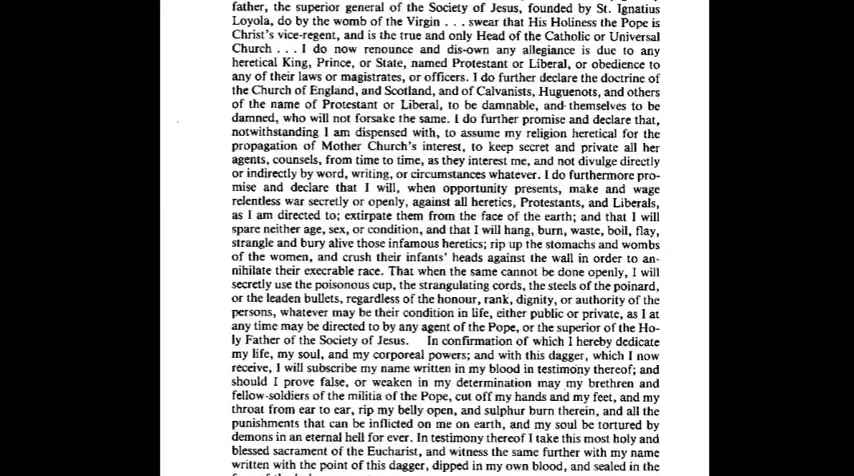 father, the superior general of the Society of Jesus, founded by St. Ignatius
Loyola, do by the womb of the Virgin . . . swear that His Holiness the Pope is
Christ's vice-regent, and is the true and only Head of the Catholic or Universal
Church . . . I do now renounce and dis-own any allegiance is due to any
heretical King, Prince, or State, named Protestant or Liberal, or obedience to
any of their laws or magistrates, or officers. I do further declare the doctrine of
the Church of England, and Scotland, and of Calvanists, Huguenots, and others
of the name of Protestant or Liberal, to be damnable, and themselves to be
damned, who will not forsake the same. I do further promise and declare that,
notwithstanding I am dispensed with, to assume my religion heretical for the
propagation of Mother Church's interest, to keep secret and private all her
agents, counsels, from time to time, as they interest me, and not divulge directly
or indirectly by word, writing, or circumstances whatever. I do furthermore pro-
mise and declare that I will, when opportunity presents, make and wage
relentless war secretly or openly, against all heretics, Protestants, and Liberals,
as I am directed to; extirpate them from the face of the earth; and that I will
spare neither age, sex, or condition, and that I will hang, burn, waste, boil, flay,
strangle and bury alive those infamous heretics; rip up the stomachs and wombs
of the women, and crush their infants' heads against the wall in order to an-
nihilate their execrable race. That when the same cannot be done openly, I will
secretly use the poisonous cup, the strangulating cords, the steels of the poinard,
or the leaden bullets, regardless of the honour, rank, dignity, or authority of the
persons, whatever may be their condition in life, either public or private, as I at
any time may be directed to by any agent of the Pope, or the superior of the Ho-
ly Father of the Society of Jesus. In confirmation of which I hereby dedicate
my life, my soul, and my corporeal powers; and with this dagger, which I now
receive, I will subscribe my name written in my blood in testimony thereof; and
should I prove false, or weaken in my determination may my brethren and
fellow-soldiers of the militia of the Pope, cut off my hands and my feet, and my
throat from ear to ear, rip my belly open, and sulphur burn therein, and all the
punishments that can be inflicted on me on earth, and my soul be tortured by
demons in an eternal hell for ever. In testimony thereof I take this most holy and
blessed sacrament of the Eucharist, and witness the same further with my name
written with the point of this dagger, dipped in my own blood, and sealed in the